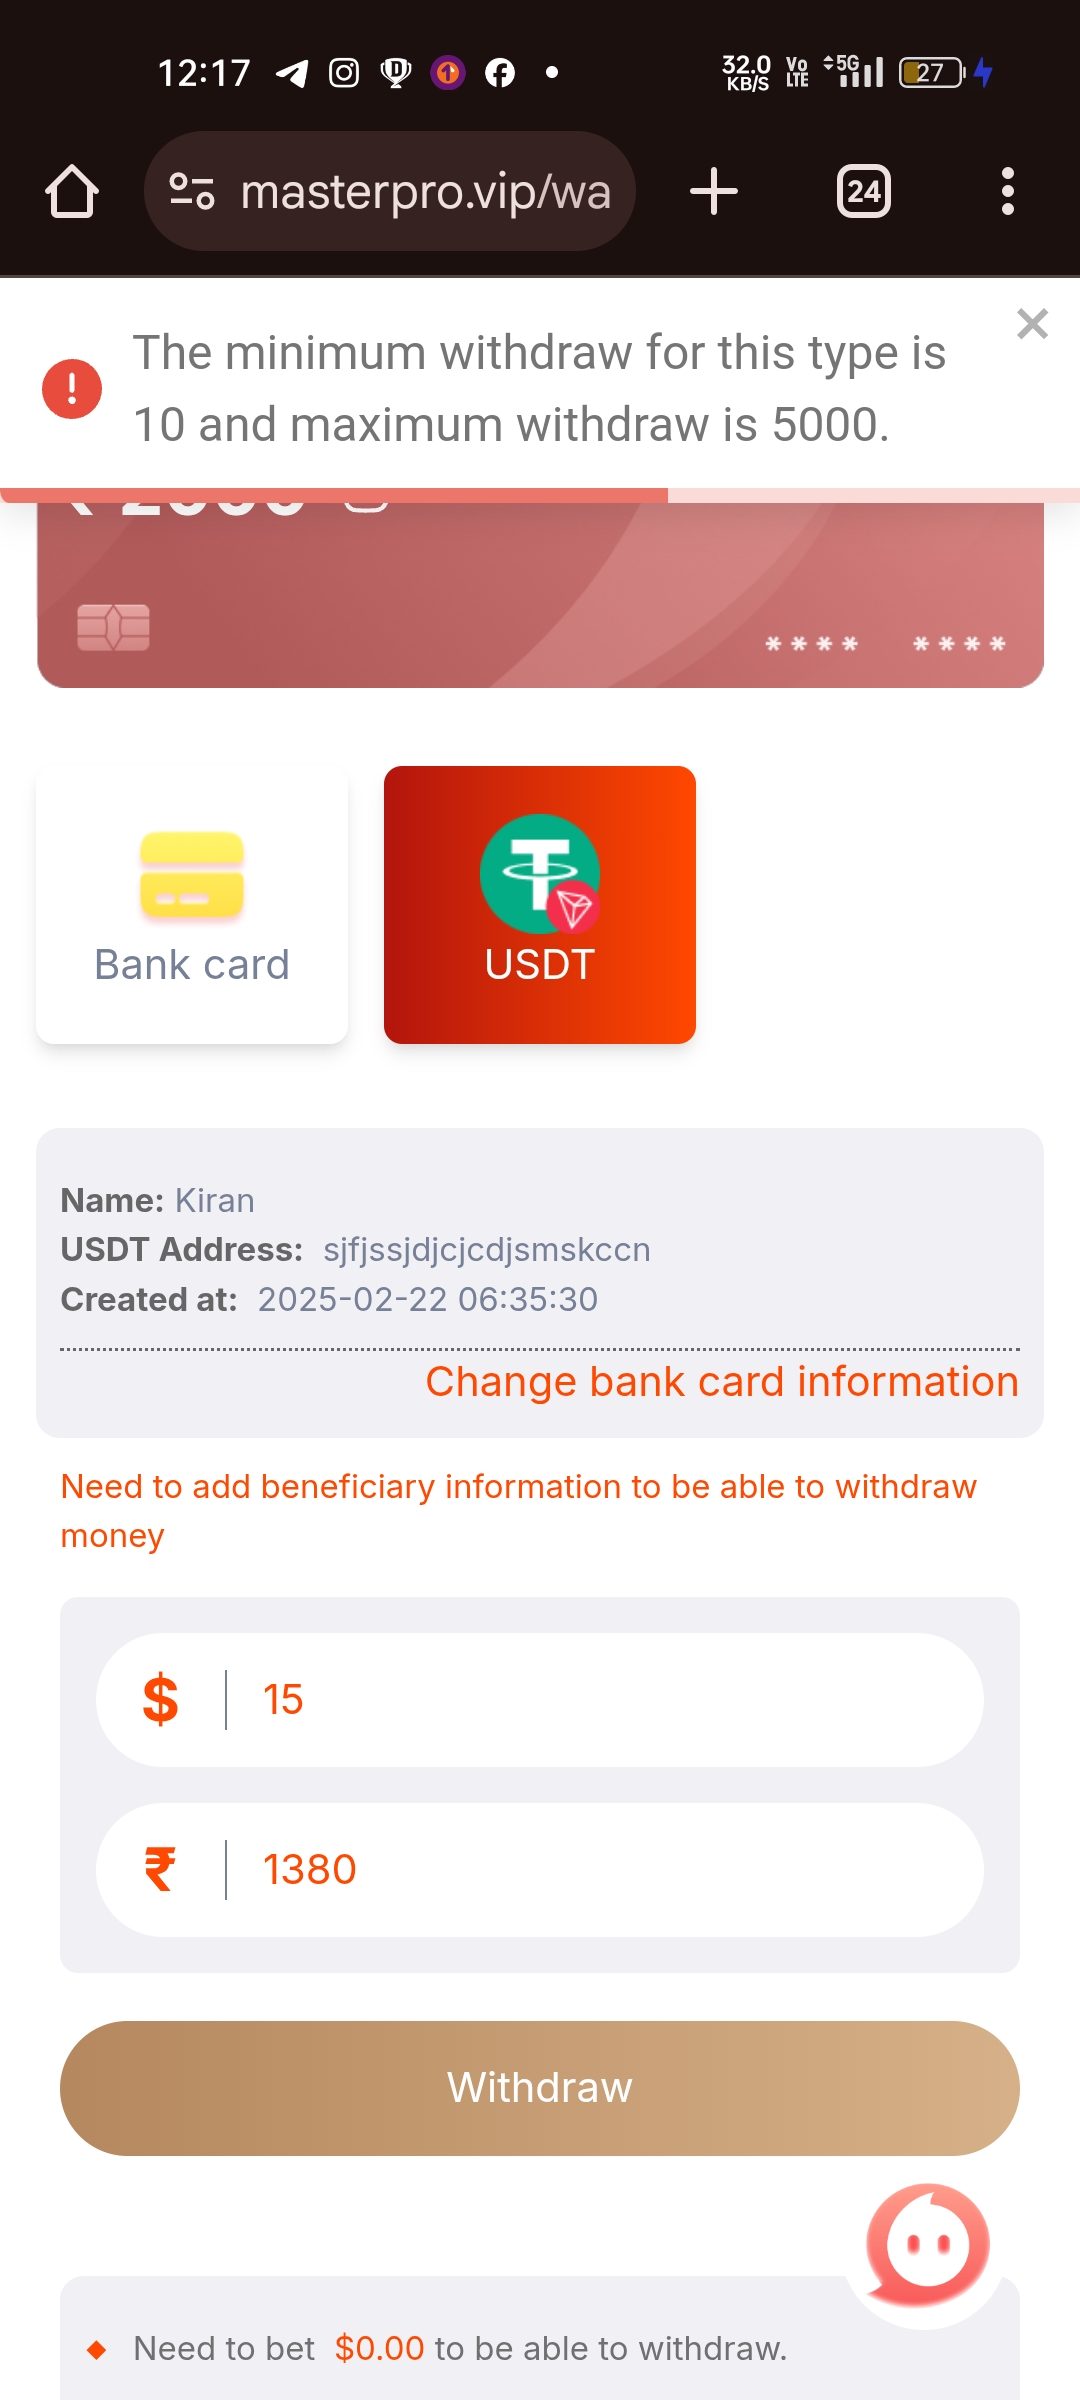 12:17
32.0 KB/S Vo LTE 5G 27
masterpro.vip/wa
24
The minimum withdraw for this type is
10 and maximum withdraw is 5000.
**** ****
Bank card
USDT
Name: Kiran
USDT Address: sjfjssjdjcjcdjsmskccn
Created at: 2025-02-22 06:35:30
Change bank card information
Need to add beneficiary information to be able to withdraw
money
$ 15
₹ 1380
Withdraw
Need to bet $0.00 to be able to withdraw.